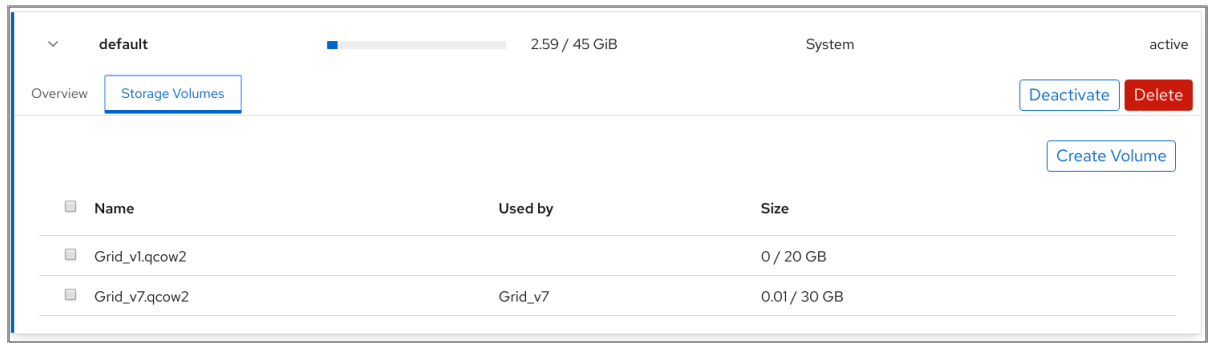 default 2.59 / 45 GiB System active
Overview Storage Volumes Deactivate Delete
Create Volume
Name Used by Size
Grid_v1.qcow2 0 / 20 GB
Grid_v7.qcow2 Grid_v7 0.01 / 30 GB